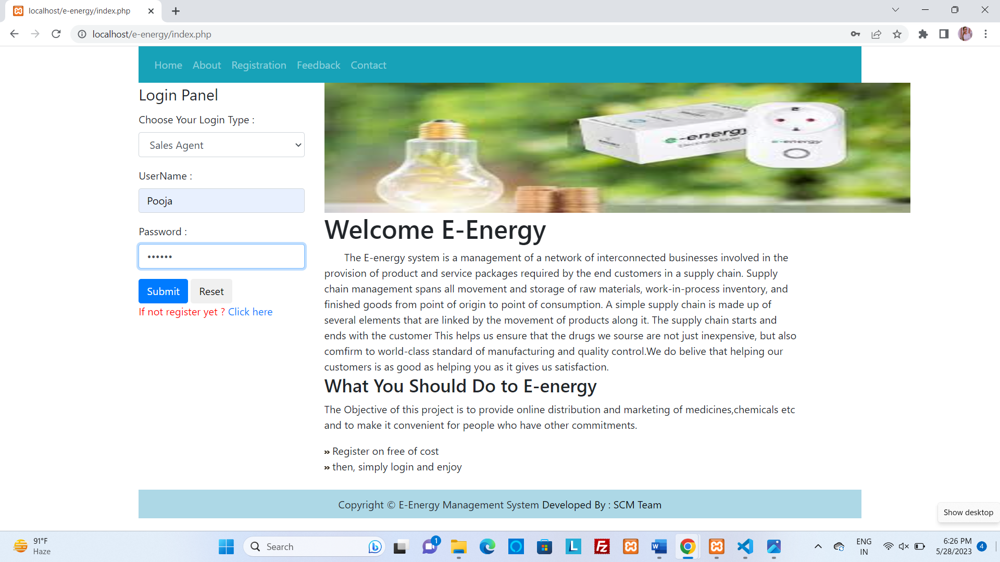 localhost/e-energy/index.php
localhost/e-energy/index.php
Home About Registration Feedback Contact
Login Panel
Choose Your Login Type :
Sales Agent
UserName :
Pooja
Password :
••••••
Submit Reset
If not register yet ? Click here
e-energy
Electricity Saver
e-energy
Welcome E-Energy
The E-energy system is a management of a network of interconnected businesses involved in the
provision of product and service packages required by the end customers in a supply chain. Supply
chain management spans all movement and storage of raw materials, work-in-process inventory, and
finished goods from point of origin to point of consumption. A simple supply chain is made up of
several elements that are linked by the movement of products along it. The supply chain starts and
ends with the customer This helps us ensure that the drugs we sourse are not just inexpensive, but also
comfirm to world-class standard of manufacturing and quality control.We do belive that helping our
customers is as good as helping you as it gives us satisfaction.
What You Should Do to E-energy
The Objective of this project is to provide online distribution and marketing of medicines,chemicals etc
and to make it convenient for people who have other commitments.
» Register on free of cost
» then, simply login and enjoy
Copyright © E-Energy Management System Developed By : SCM Team
Show desktop
91°F
Haze
Search
1
L
Fz
W
ENG
IN
6:26 PM
5/28/2023
4